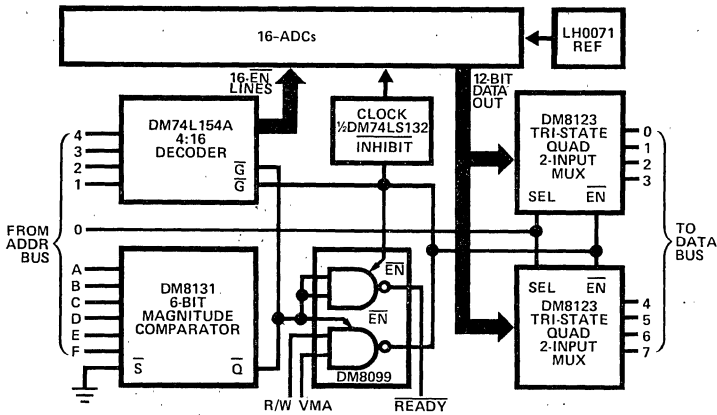 16-ADCs
LH0071
REF
16-EN
LINES
12-BIT
DATA
OUT
DM74L154A
4:16
DECODER
G
G
CLOCK
½DM74LS132
INHIBIT
DM8123
TRI-STATE
QUAD
2-INPUT
MUX
SEL EN
0
1
2
3
4
3
2
1
FROM
ADDR
BUS
0
TO
DATA
BUS
A
B
C
D
E
F
DM8131
6-BIT
MAGNITUDE
COMPARATOR
S Q
EN
EN
DM8099
SEL EN
DM8123
TRI-STATE
QUAD
2-INPUT
MUX
4
5
6
7
R/W VMA READY